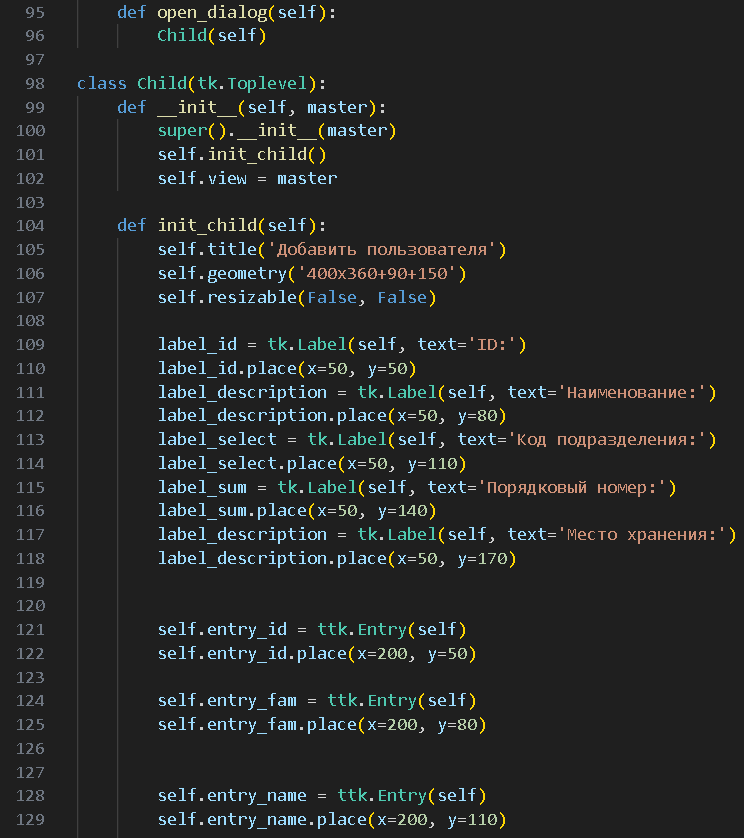 95 def open_dialog(self):
96 Child(self)
97
98 class Child(tk.Toplevel):
99 def __init__(self, master):
100 super().__init__(master)
101 self.init_child()
102 self.view = master
103
104 def init_child(self):
105 self.title('Добавить пользователя')
106 self.geometry('400x360+90+150')
107 self.resizable(False, False)
108
109 label_id = tk.Label(self, text='ID:')
110 label_id.place(x=50, y=50)
111 label_description = tk.Label(self, text='Наименование:')
112 label_description.place(x=50, y=80)
113 label_select = tk.Label(self, text='Код подразделения:')
114 label_select.place(x=50, y=110)
115 label_sum = tk.Label(self, text='Порядковый номер:')
116 label_sum.place(x=50, y=140)
117 label_description = tk.Label(self, text='Место хранения:')
118 label_description.place(x=50, y=170)
119
120
121 self.entry_id = ttk.Entry(self)
122 self.entry_id.place(x=200, y=50)
123
124 self.entry_fam = ttk.Entry(self)
125 self.entry_fam.place(x=200, y=80)
126
127
128 self.entry_name = ttk.Entry(self)
129 self.entry_name.place(x=200, y=110)